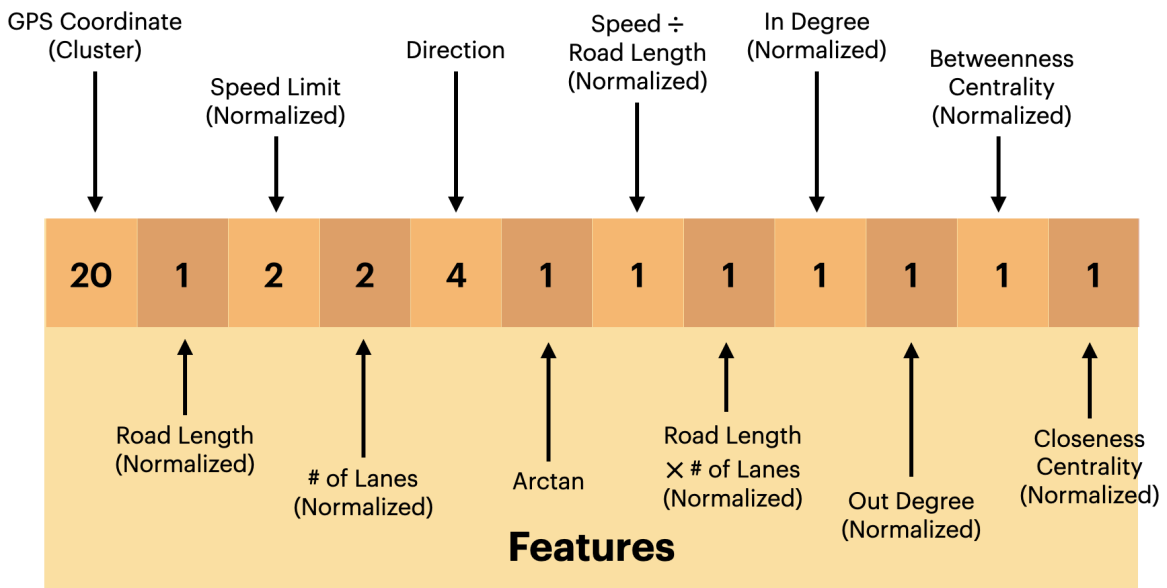 GPS Coordinate
(Cluster)
Speed Limit
(Normalized)
Direction
Speed ÷
Road Length
(Normalized)
In Degree
(Normalized)
Betweenness
Centrality
(Normalized)
20 1 2 2 4 1 1 1 1 1 1 1
Road Length
(Normalized)
# of Lanes
(Normalized)
Arctan
Road Length
× # of Lanes
(Normalized)
Out Degree
(Normalized)
Closeness
Centrality
(Normalized)
Features